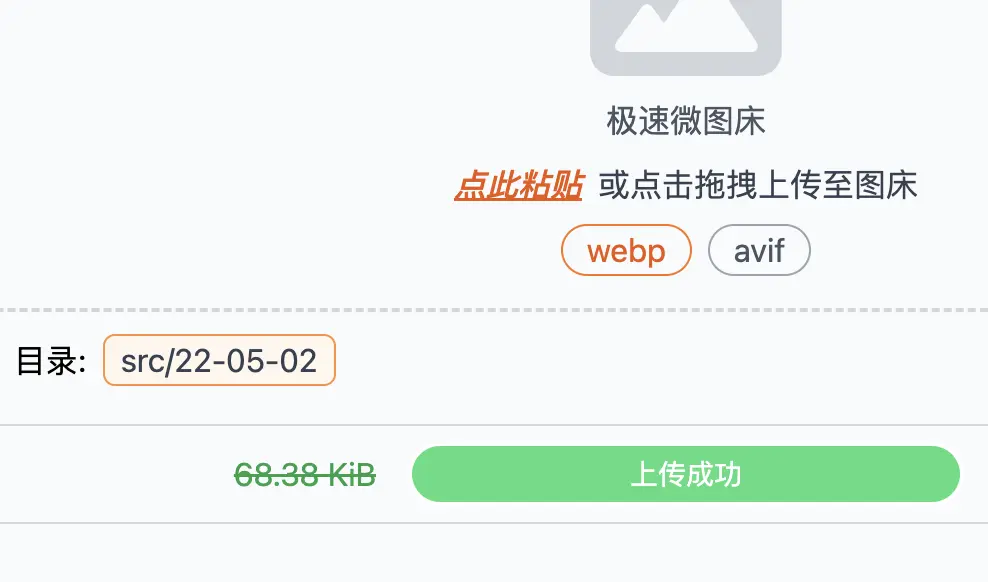 极速微图床
点此粘贴 或点击拖拽上传至图床
webp avif
目录: src/22-05-02
68.38 KiB 上传成功